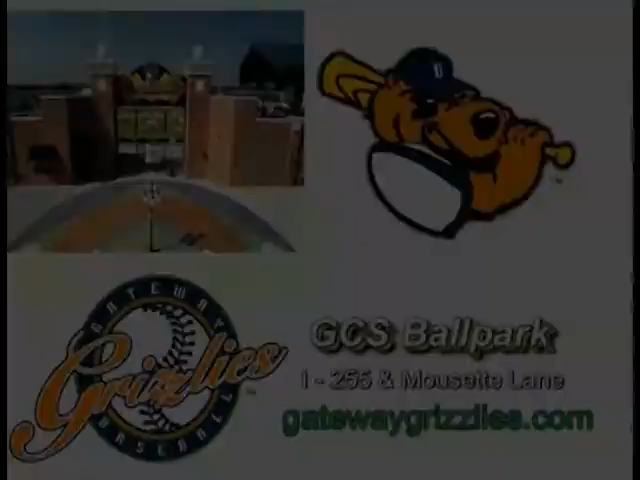 GATEWAY
Grizzlies
BASEBALL
GCS Ballpark
I - 255 & Mousette Lane
gatewaygrizzlies.com